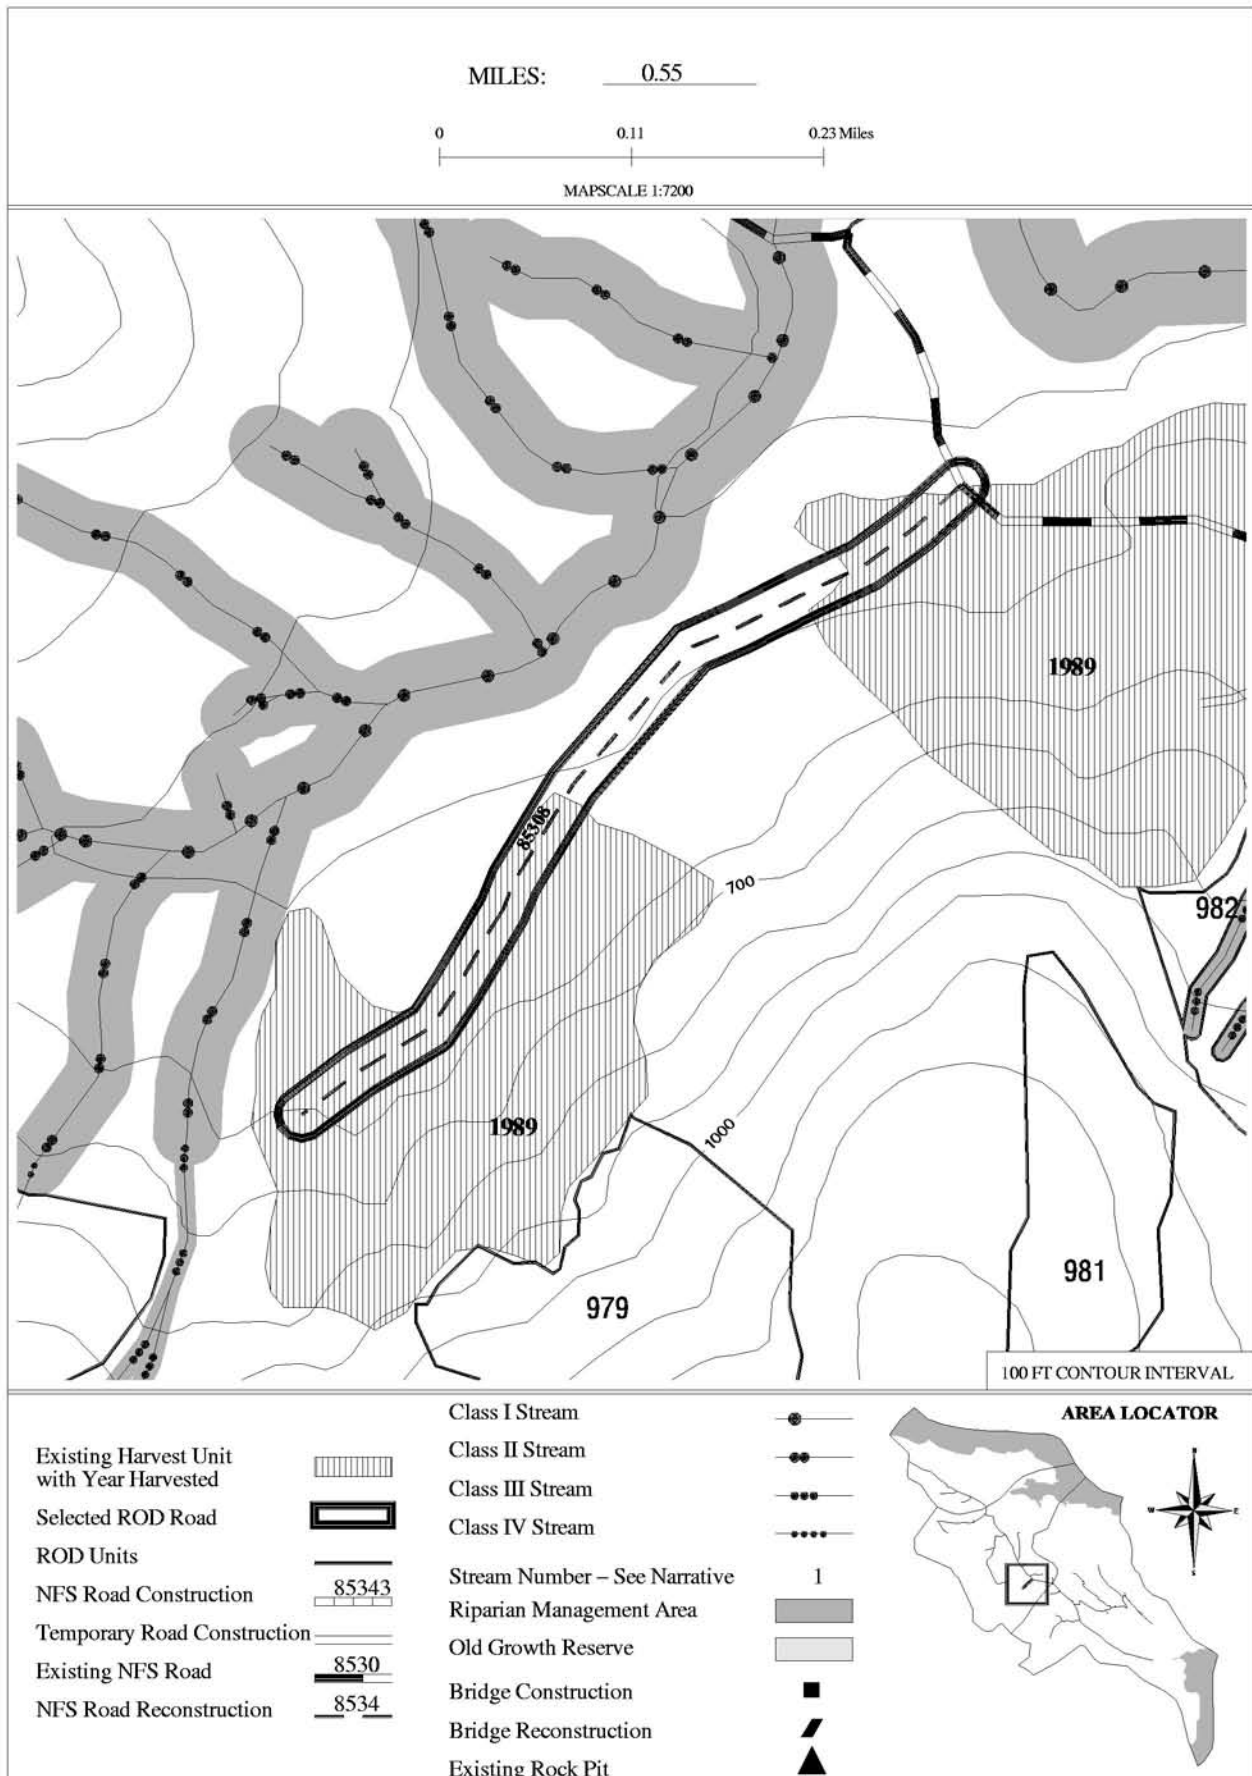 MILES: 0.55
0 0.11 0.23 Miles
MAPSCALE 1:7200
1989
85308
700
982
1989
1000
981
979
100 FT CONTOUR INTERVAL
Existing Harvest Unit
with Year Harvested
Selected ROD Road
ROD Units
NFS Road Construction 85343
Temporary Road Construction
Existing NFS Road 8530
NFS Road Reconstruction 8534
Class I Stream
Class II Stream
Class III Stream
Class IV Stream
Stream Number – See Narrative 1
Riparian Management Area
Old Growth Reserve
Bridge Construction
Bridge Reconstruction
Existing Rock Pit
AREA LOCATOR
N
W E
S